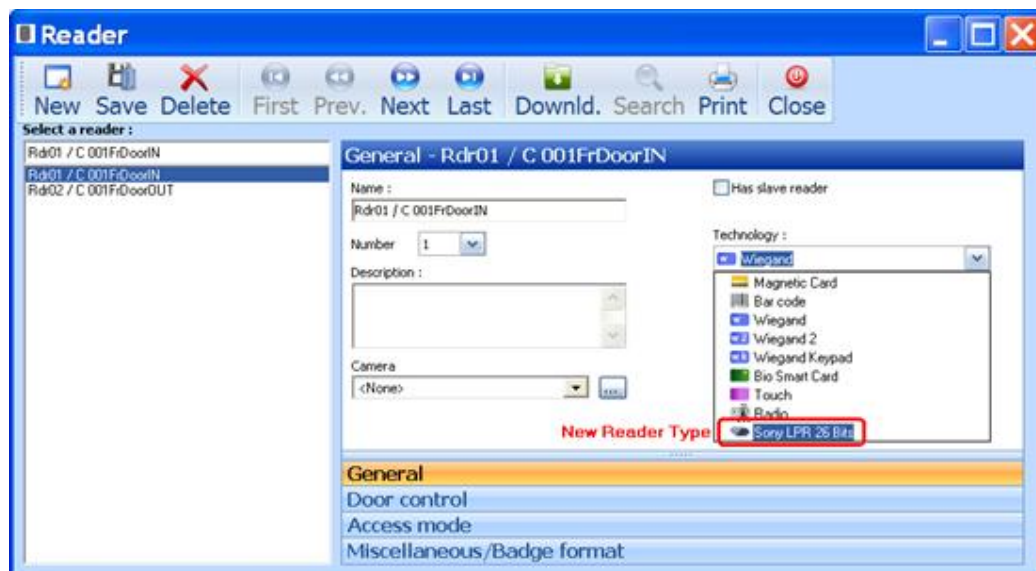 Reader
New Save Delete First Prev. Next Last Downld. Search Print Close
Select a reader :
Rdr01 / C 001FrDoorIN
Rdr01 / C 001FrDoorIN
Rdr02 / C 001FrDoorOUT
General - Rdr01 / C 001FrDoorIN
Name :
Rdr01 / C 001FrDoorIN
Has slave reader
Number 1
Technology :
Wiegand
Description :
Magnetic Card
Bar code
Wiegand
Wiegand 2
Wiegand Keypad
Bio Smart Card
Touch
Radio
Sony LPR 26 Bits
Camera
<None>
....
New Reader Type
General
Door control
Access mode
Miscellaneous/Badge format